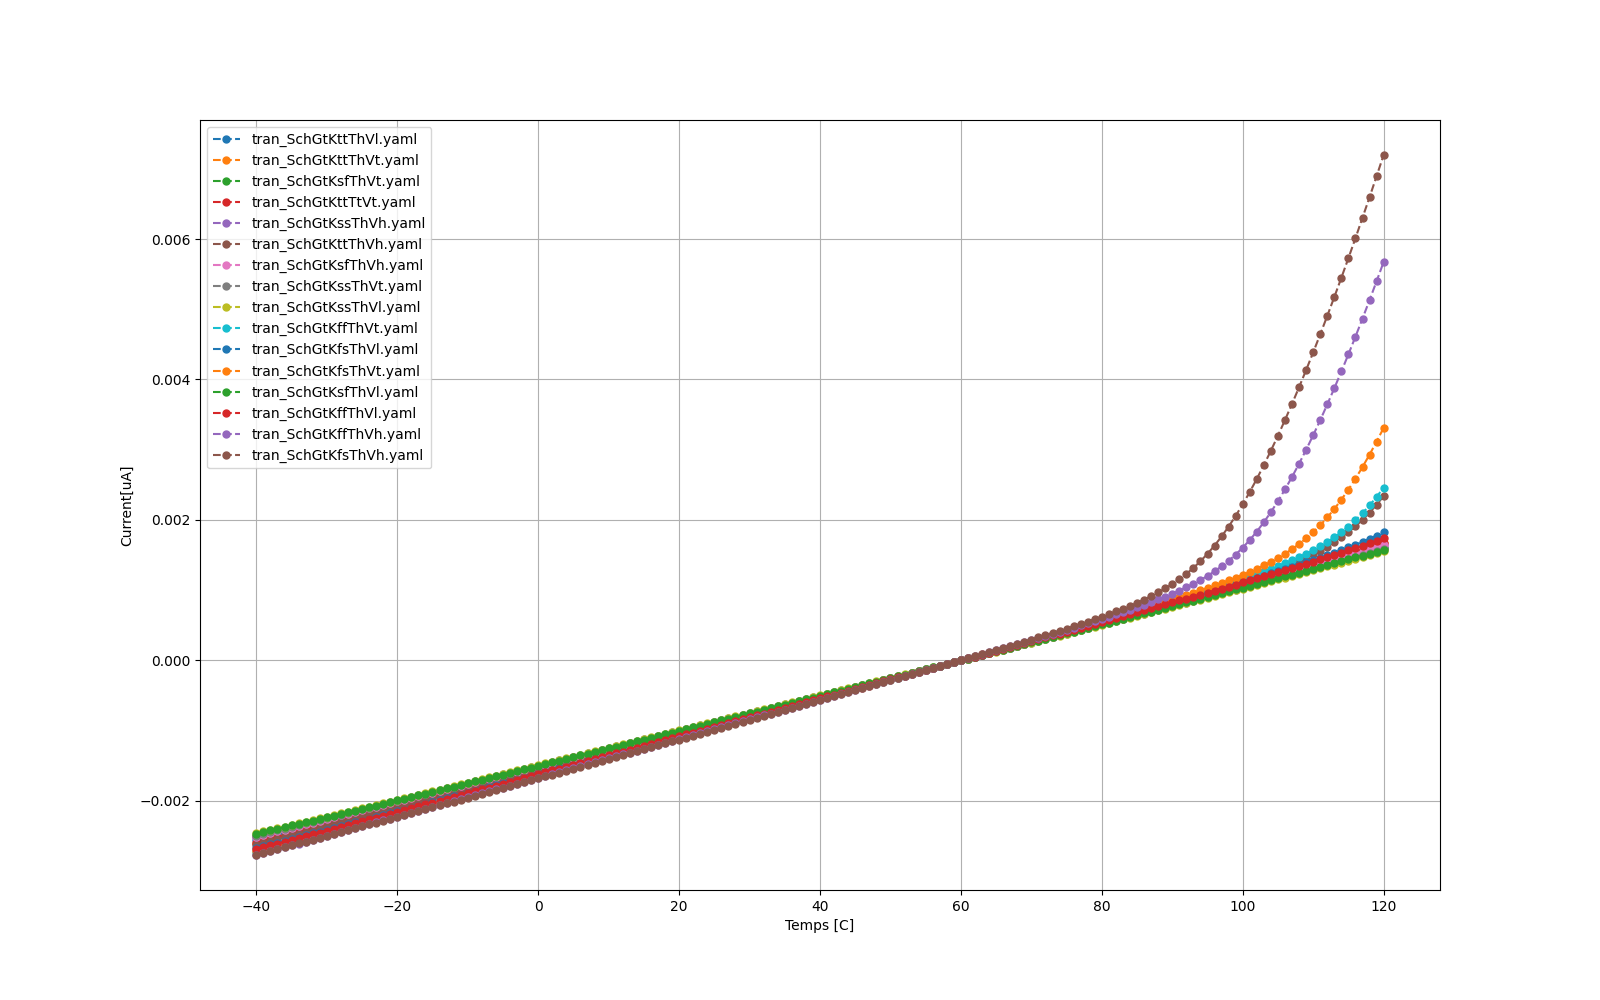 tran_SchGtKttThVl.yaml
tran_SchGtKttThVt.yaml
tran_SchGtKsfThVt.yaml
tran_SchGtKttTtVt.yaml
tran_SchGtKssThVh.yaml
tran_SchGtKttThVh.yaml
tran_SchGtKsfThVh.yaml
tran_SchGtKssThVt.yaml
tran_SchGtKssThVl.yaml
tran_SchGtKffThVt.yaml
tran_SchGtKfsThVl.yaml
tran_SchGtKfsThVt.yaml
tran_SchGtKsfThVl.yaml
tran_SchGtKffThVl.yaml
tran_SchGtKffThVh.yaml
tran_SchGtKfsThVh.yaml
0.006
0.004
0.002
0.000
−0.002
Current[uA]
−40 −20 0 20 40 60 80 100 120
Temps [C]